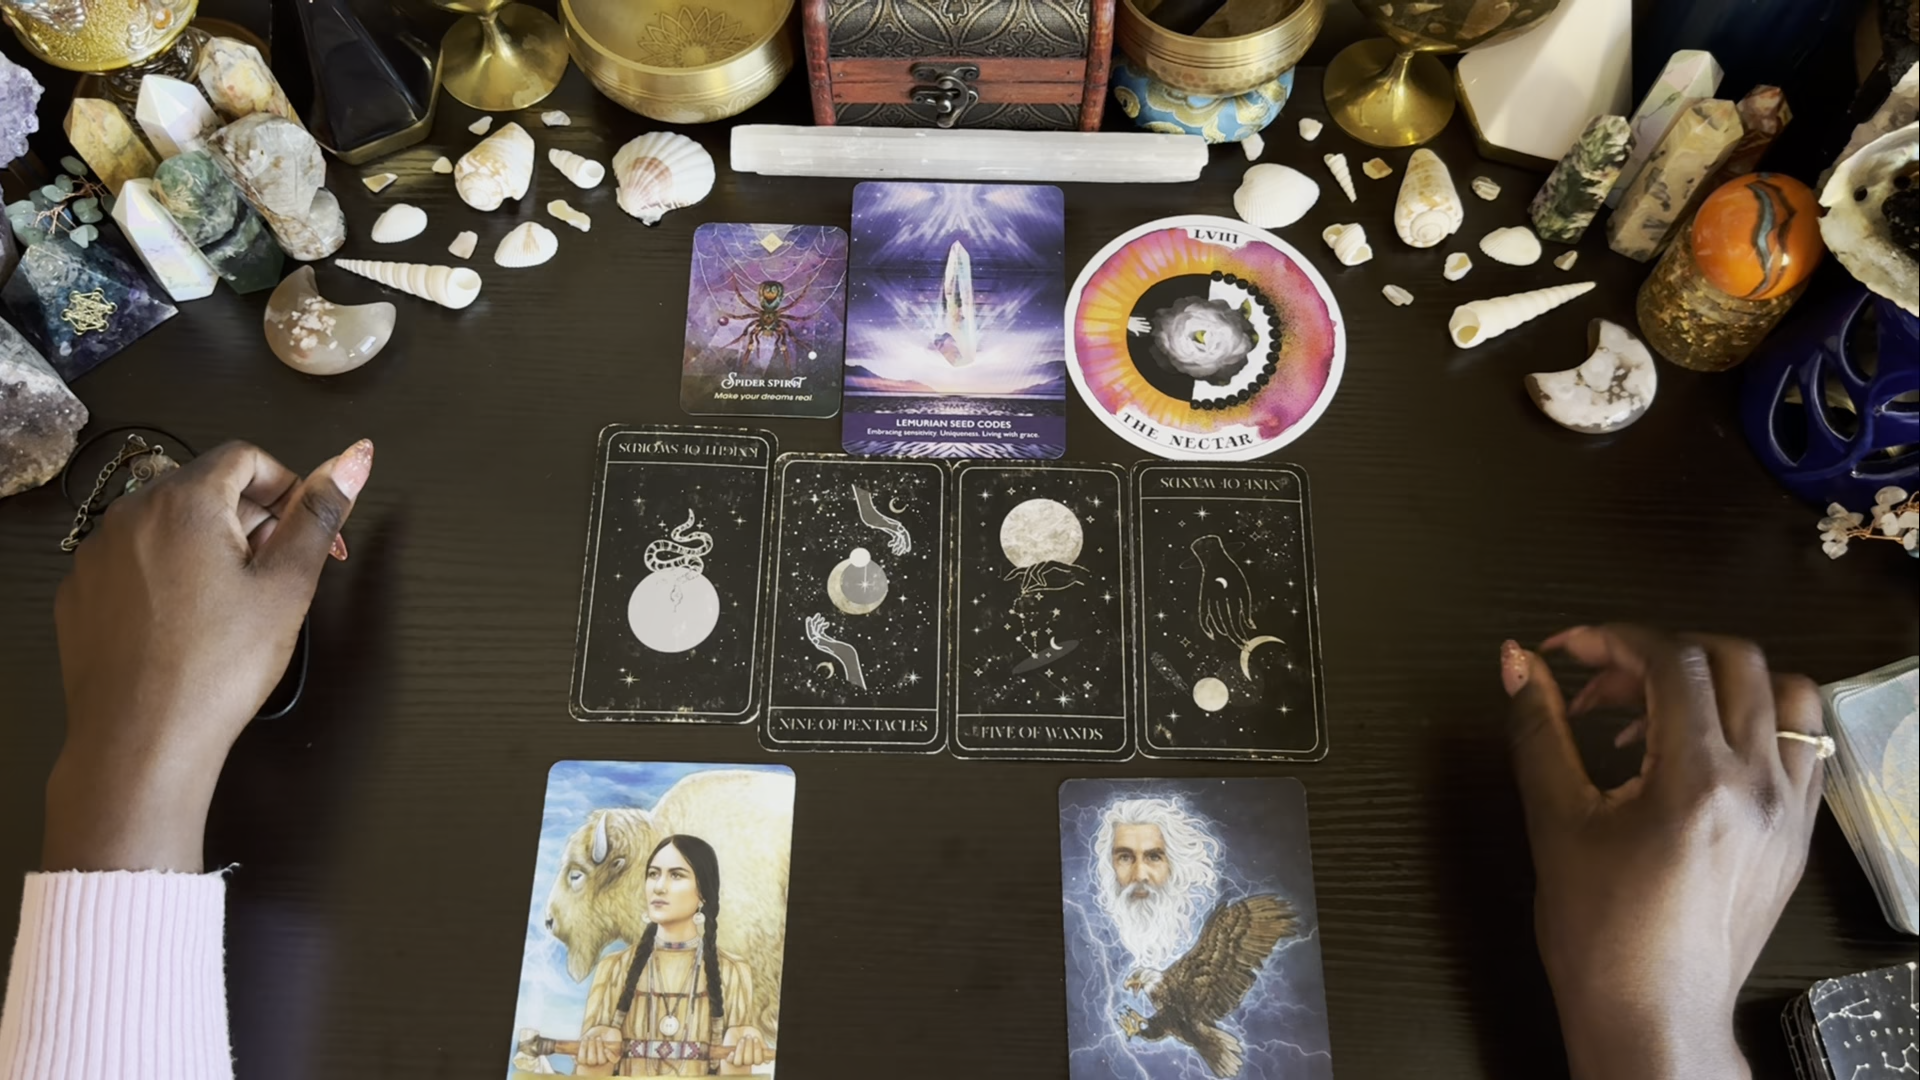 LVIII
SPIDER SPIRIT
Make your dreams real
LEMURIAN SEED CODES
Embracing sensitivity. Uniqueness. Living with grace.
THE NECTAR
KNIGHT OF SWORDS
NINE OF WANDS
NINE OF PENTACLES
FIVE OF WANDS